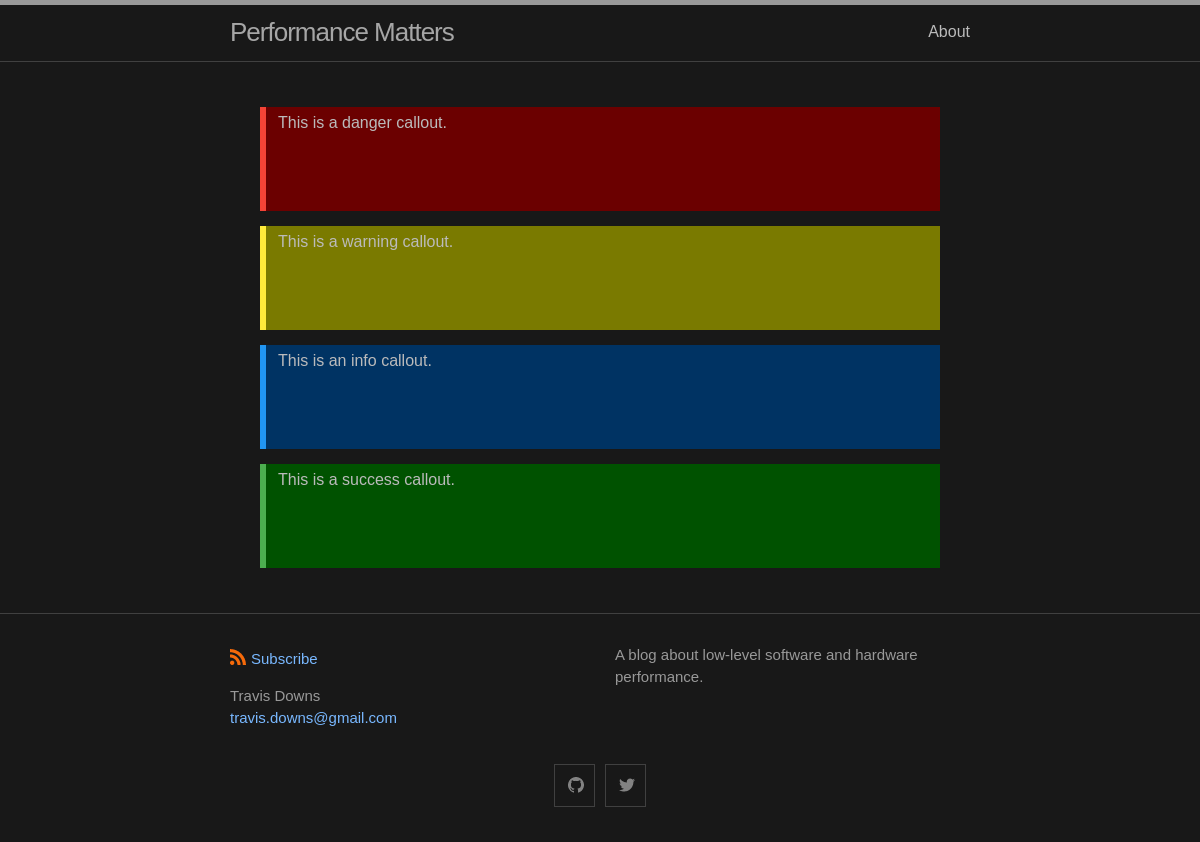 Performance Matters
About
This is a danger callout.
This is a warning callout.
This is an info callout.
This is a success callout.
Subscribe
Travis Downs
travis.downs@gmail.com
A blog about low-level software and hardware
performance.